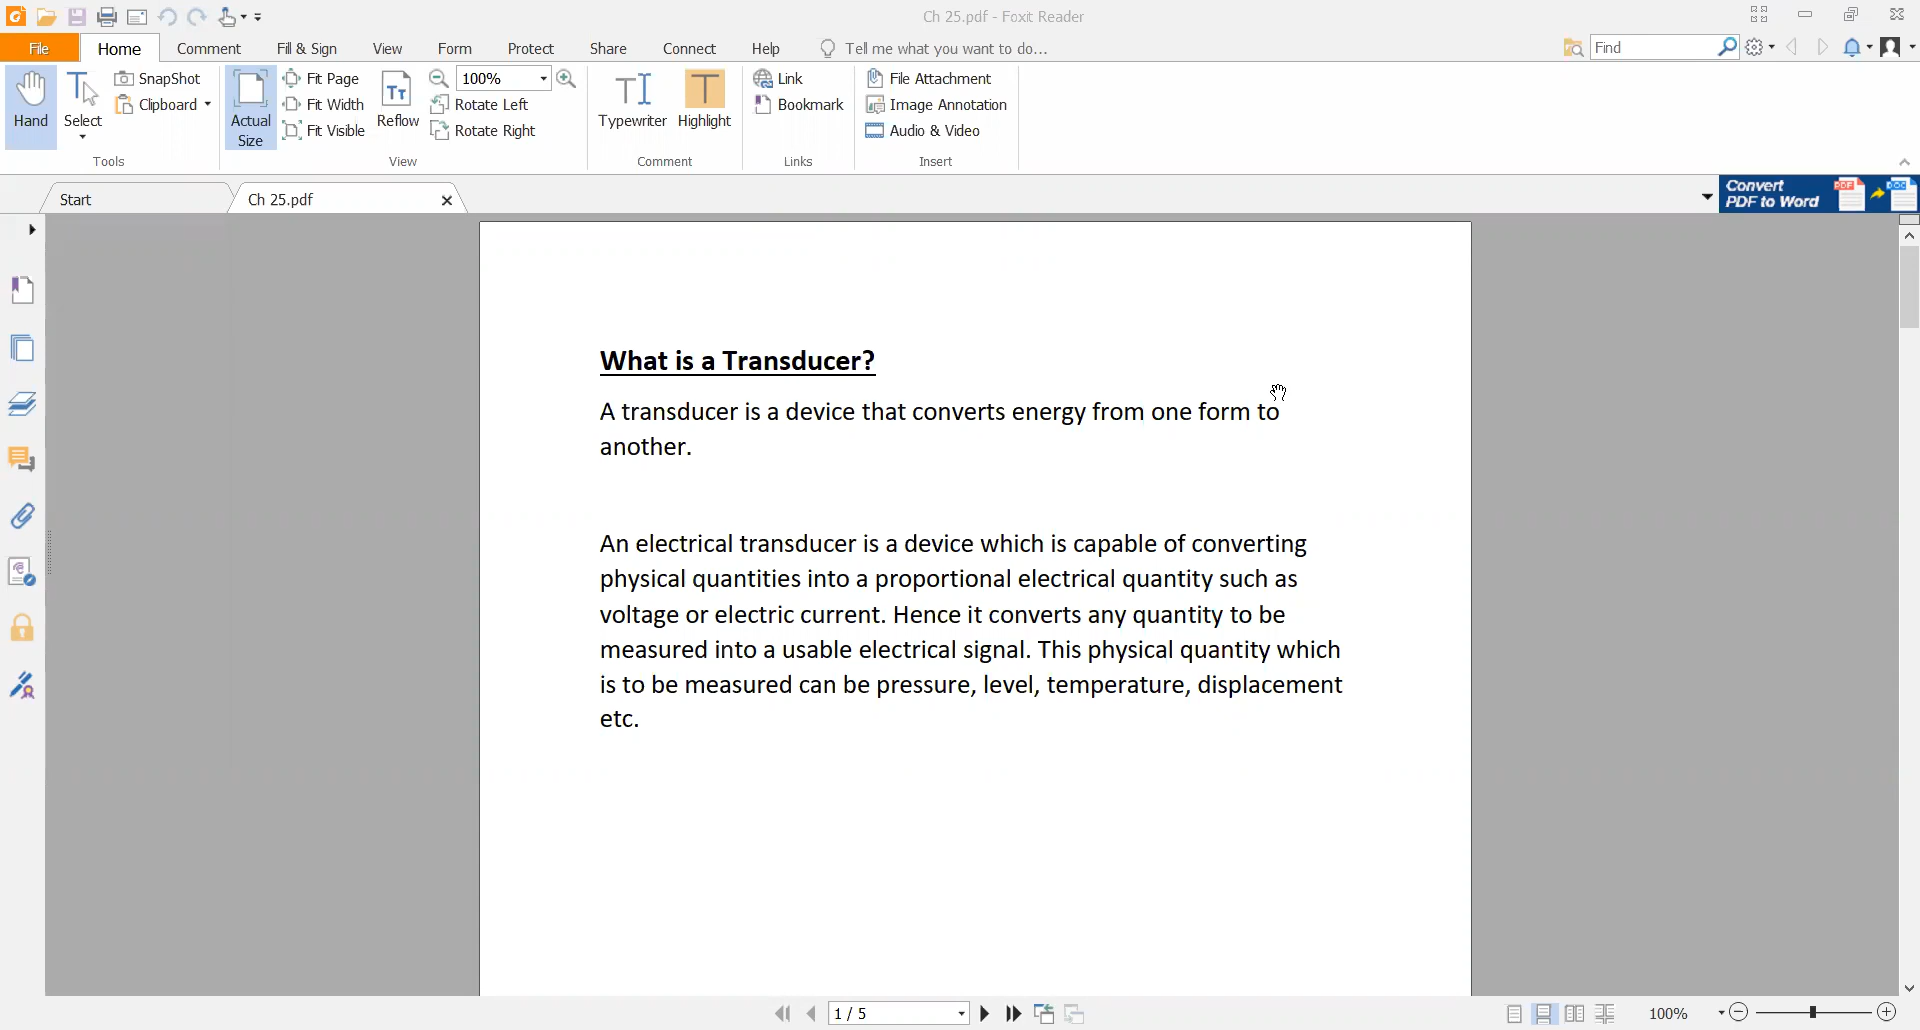 Ch 25.pdf - Foxit Reader
File Home Comment Fill & Sign View Form Protect Share Connect Help Tell me what you want to do... Find
Hand
Select
SnapShot
Clipboard
Tools
Actual
Size
Fit Page
Fit Width
Fit Visible
Reflow
100%
Rotate Left
Rotate Right
View
Typewriter
Highlight
Comment
Link
Bookmark
Links
File Attachment
Image Annotation
Audio & Video
Insert
Start
Ch 25.pdf
Convert
PDF to Word
PDF
DOC
What is a Transducer?
A transducer is a device that converts energy from one form to
another.
An electrical transducer is a device which is capable of converting
physical quantities into a proportional electrical quantity such as
voltage or electric current. Hence it converts any quantity to be
measured into a usable electrical signal. This physical quantity which
is to be measured can be pressure, level, temperature, displacement
etc.
1 / 5
100%